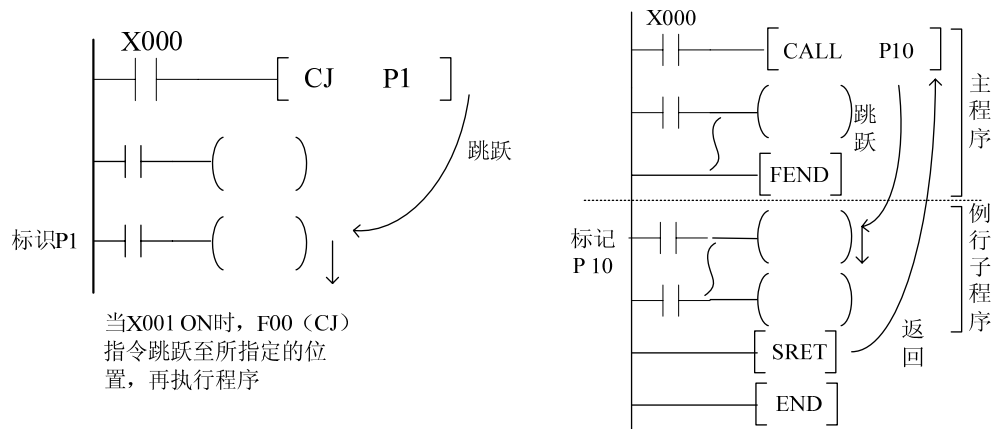 X000
CJ P1
跳跃
标识P1
当X001 ON时，F00（CJ）
指令跳跃至所指定的位
置，再执行程序
X000
CALL P10
跳跃
主程序
FEND
标记
P 10
例行子程序
返回
SRET
END